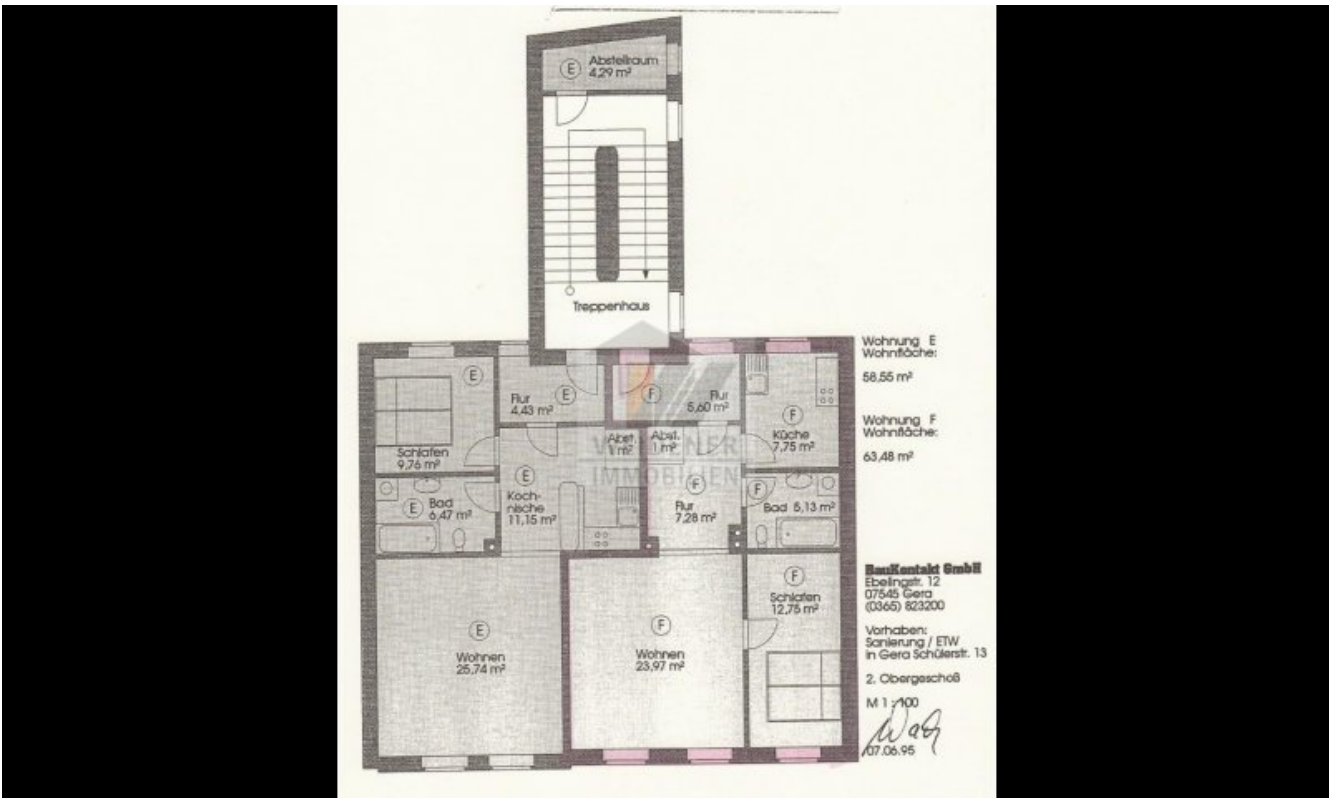 E
Abstellraum
4,29 m²
Treppenhaus
E
Schlafen
9,76 m²
Flur
4,43 m²
E
F
Flur
5,60 m²
F
Küche
7,75 m²
Abst.
1 m²
Abst.
1 m²
IMMOBILIEN
E
Bad
6,47 m²
E
Koch-
nische
11,15 m²
F
Flur
7,28 m²
F
Bad 5,13 m²
E
Wohnen
25,74 m²
F
Wohnen
23,97 m²
F
Schlafen
12,75 m²
Wohnung E
Wohnfläche:
58,55 m²
Wohnung F
Wohnfläche:
63,48 m²
BauKontakt GmbH
Ebelingstr. 12
07545 Gera
(0365) 823200
Vorhaben:
Sanierung / ETW
in Gera Schülerstr. 13
2. Obergeschoß
M 1 : 100
07.06.95